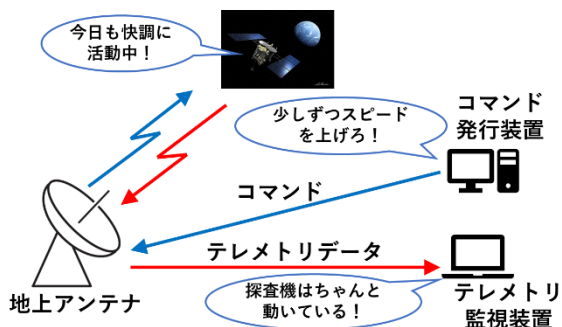 今日も快調に
活動中！
少しずつスピード
を上げろ！
コマンド
発行装置
コマンド
テレメトリデータ
地上アンテナ
探査機はちゃんと
動いている！
テレメトリ
監視装置